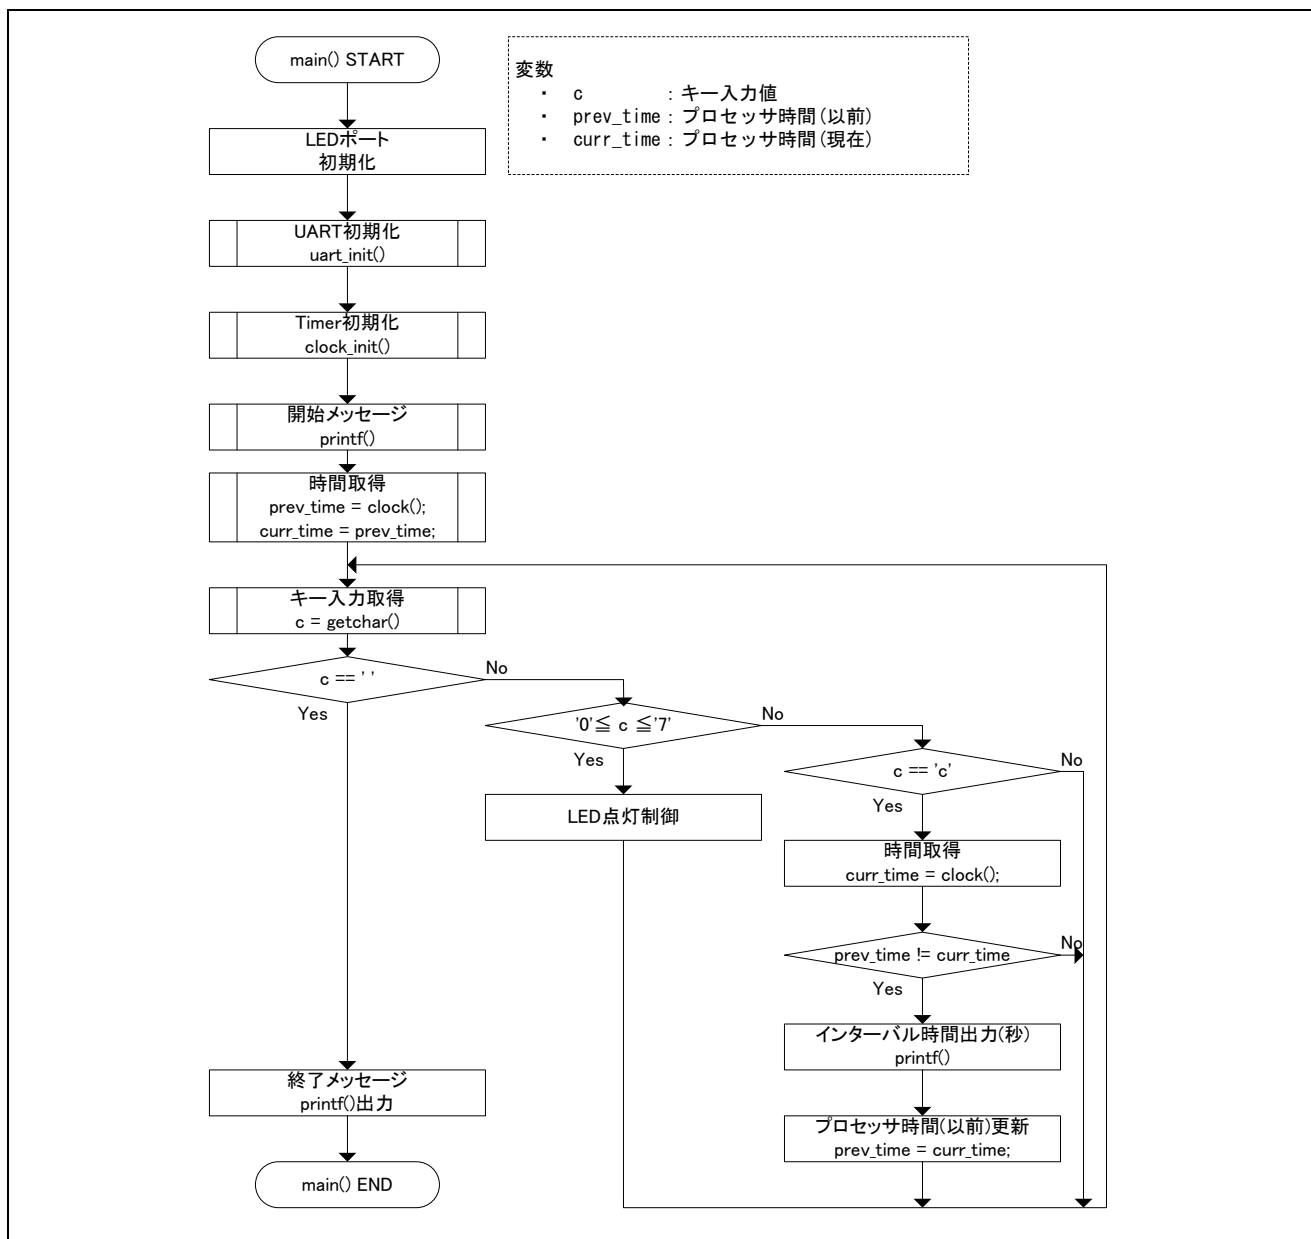 main() START
変数
・ c : キー入力値
・ prev_time : プロセッサ時間(以前)
・ curr_time : プロセッサ時間(現在)
LEDポート
初期化
UART初期化
uart_init()
Timer初期化
clock_init()
開始メッセージ
printf()
時間取得
prev_time = clock();
curr_time = prev_time;
キー入力取得
c = getchar()
c == ' '
No
Yes
'0'≦ c ≦'7'
No
Yes
LED点灯制御
c == 'c'
No
Yes
時間取得
curr_time = clock();
prev_time != curr_time
No
Yes
インターバル時間出力(秒)
printf()
プロセッサ時間(以前)更新
prev_time = curr_time;
終了メッセージ
printf()出力
main() END